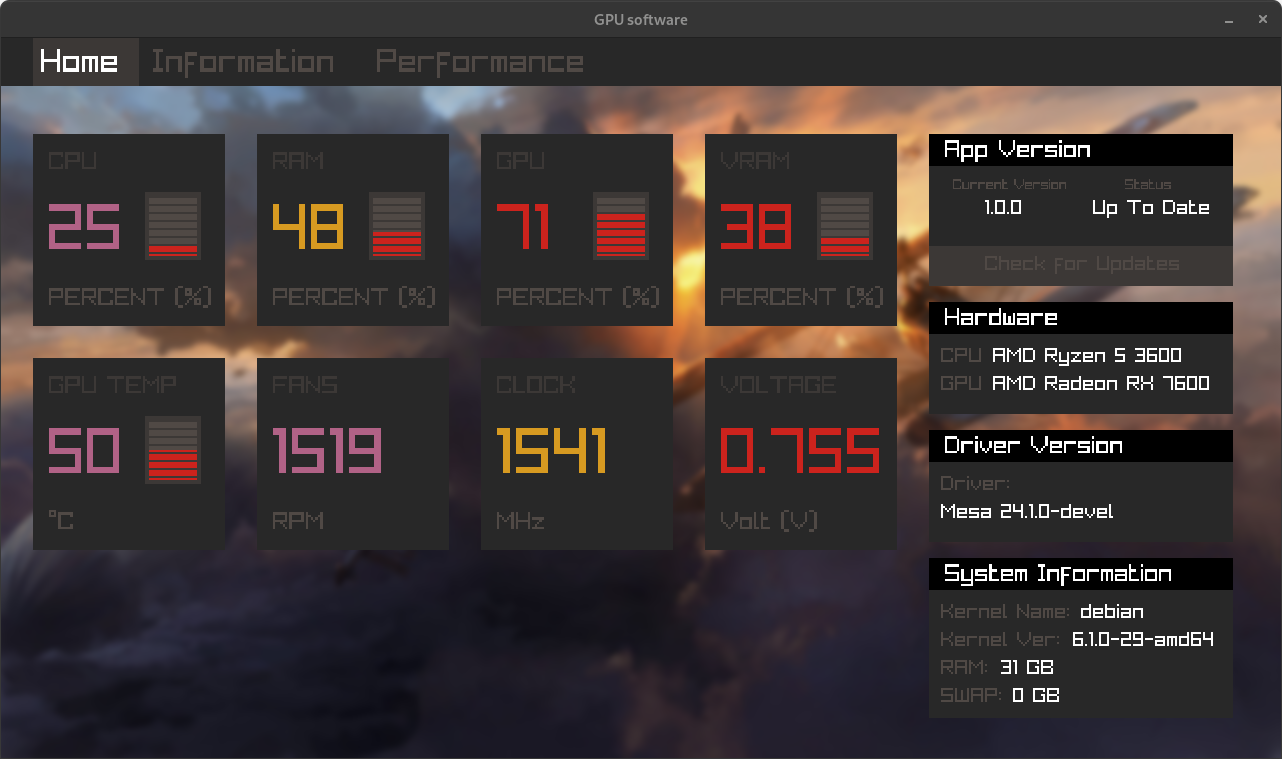 GPU software
Home Information Performance
CPU
25
PERCENT (%)
RAM
48
PERCENT (%)
GPU
71
PERCENT (%)
VRAM
38
PERCENT (%)
GPU TEMP
50
°C
FANS
1519
RPM
CLOCK
1541
MHz
VOLTAGE
0.755
Volt (V)
App Version
Current Version Status
1.0.0 Up To Date
Check for Updates
Hardware
CPU AMD Ryzen 5 3600
GPU AMD Radeon RX 7600
Driver Version
Driver:
Mesa 24.1.0-devel
System Information
Kernel Name: debian
Kernel Ver: 6.1.0-29-amd64
RAM: 31 GB
SWAP: 0 GB